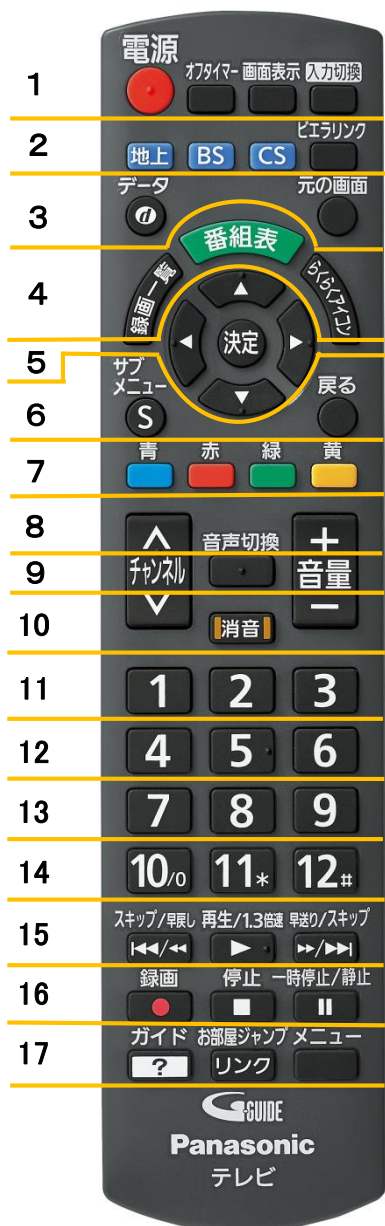 電源
1 オフタイマー 画面表示 入力切換
ビエラリンク
2 地上 BS CS
データ 元の画面
3 d
番組表
4 録画一覧 らくらくアイコン
▲
5 ◀ 決定 ▶
▼
サブ
メニュー 戻る
6 S
青 赤 緑 黄
7
8 ∧ 音声切換 +
9 チャンネル 音量
∨ −
10 消音
11 1 2 3
12 4 5 6
13 7 8 9
14 10/0 11* 12#
スキップ/早戻し 再生/1.3倍速 早送り/スキップ
15 |◀◀/◀◀ ▶ ▶▶/▶▶|
録画 停止 一時停止/静止
16 ● ■ ❚❚
ガイド お部屋ジャンプ メニュー
17 ? リンク
G-GUIDE
Panasonic
テレビ